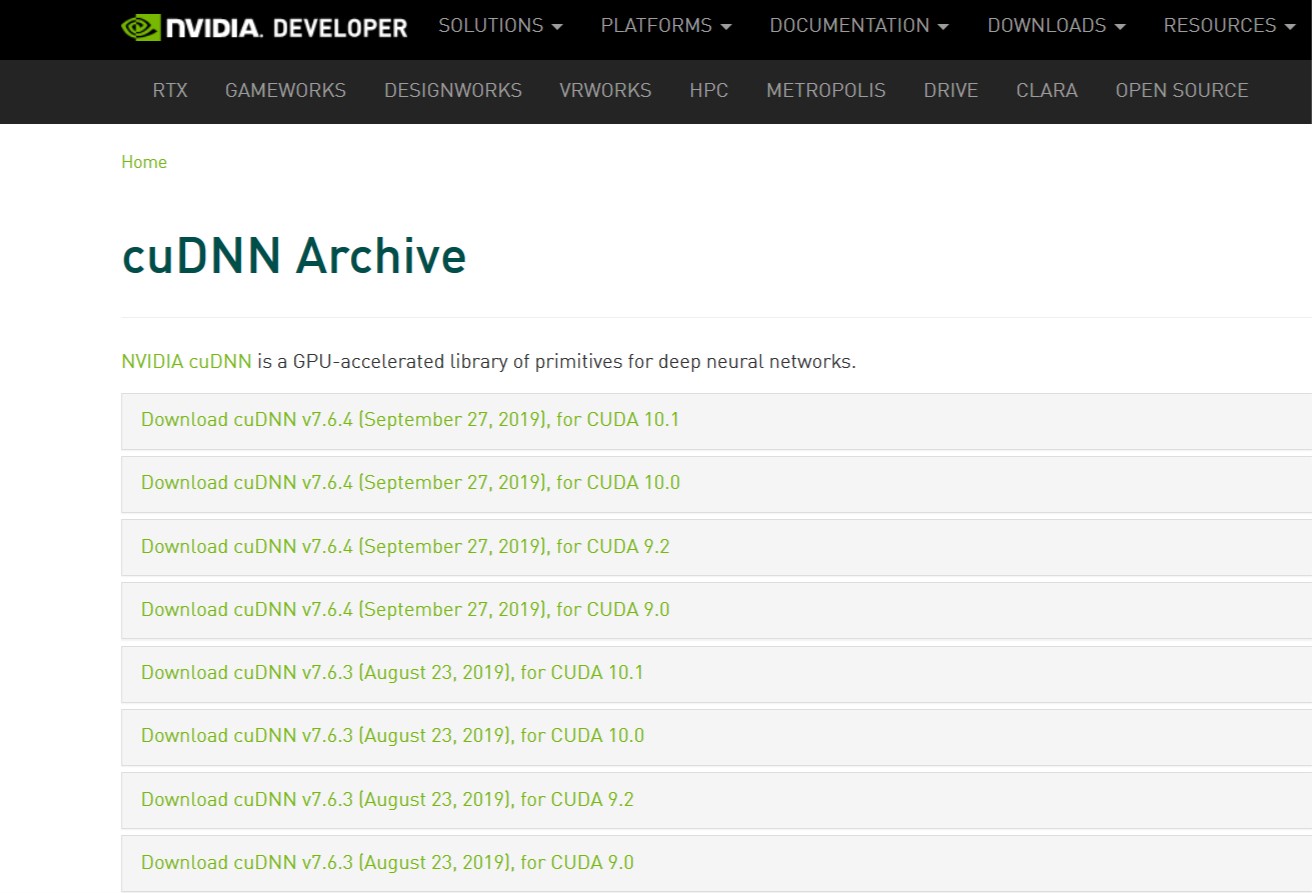 NVIDIA. DEVELOPER SOLUTIONS PLATFORMS DOCUMENTATION DOWNLOADS RESOURCES
RTX GAMEWORKS DESIGNWORKS VRWORKS HPC METROPOLIS DRIVE CLARA OPEN SOURCE
Home
cuDNN Archive
NVIDIA cuDNN is a GPU-accelerated library of primitives for deep neural networks.
Download cuDNN v7.6.4 (September 27, 2019), for CUDA 10.1
Download cuDNN v7.6.4 (September 27, 2019), for CUDA 10.0
Download cuDNN v7.6.4 (September 27, 2019), for CUDA 9.2
Download cuDNN v7.6.4 (September 27, 2019), for CUDA 9.0
Download cuDNN v7.6.3 (August 23, 2019), for CUDA 10.1
Download cuDNN v7.6.3 (August 23, 2019), for CUDA 10.0
Download cuDNN v7.6.3 (August 23, 2019), for CUDA 9.2
Download cuDNN v7.6.3 (August 23, 2019), for CUDA 9.0